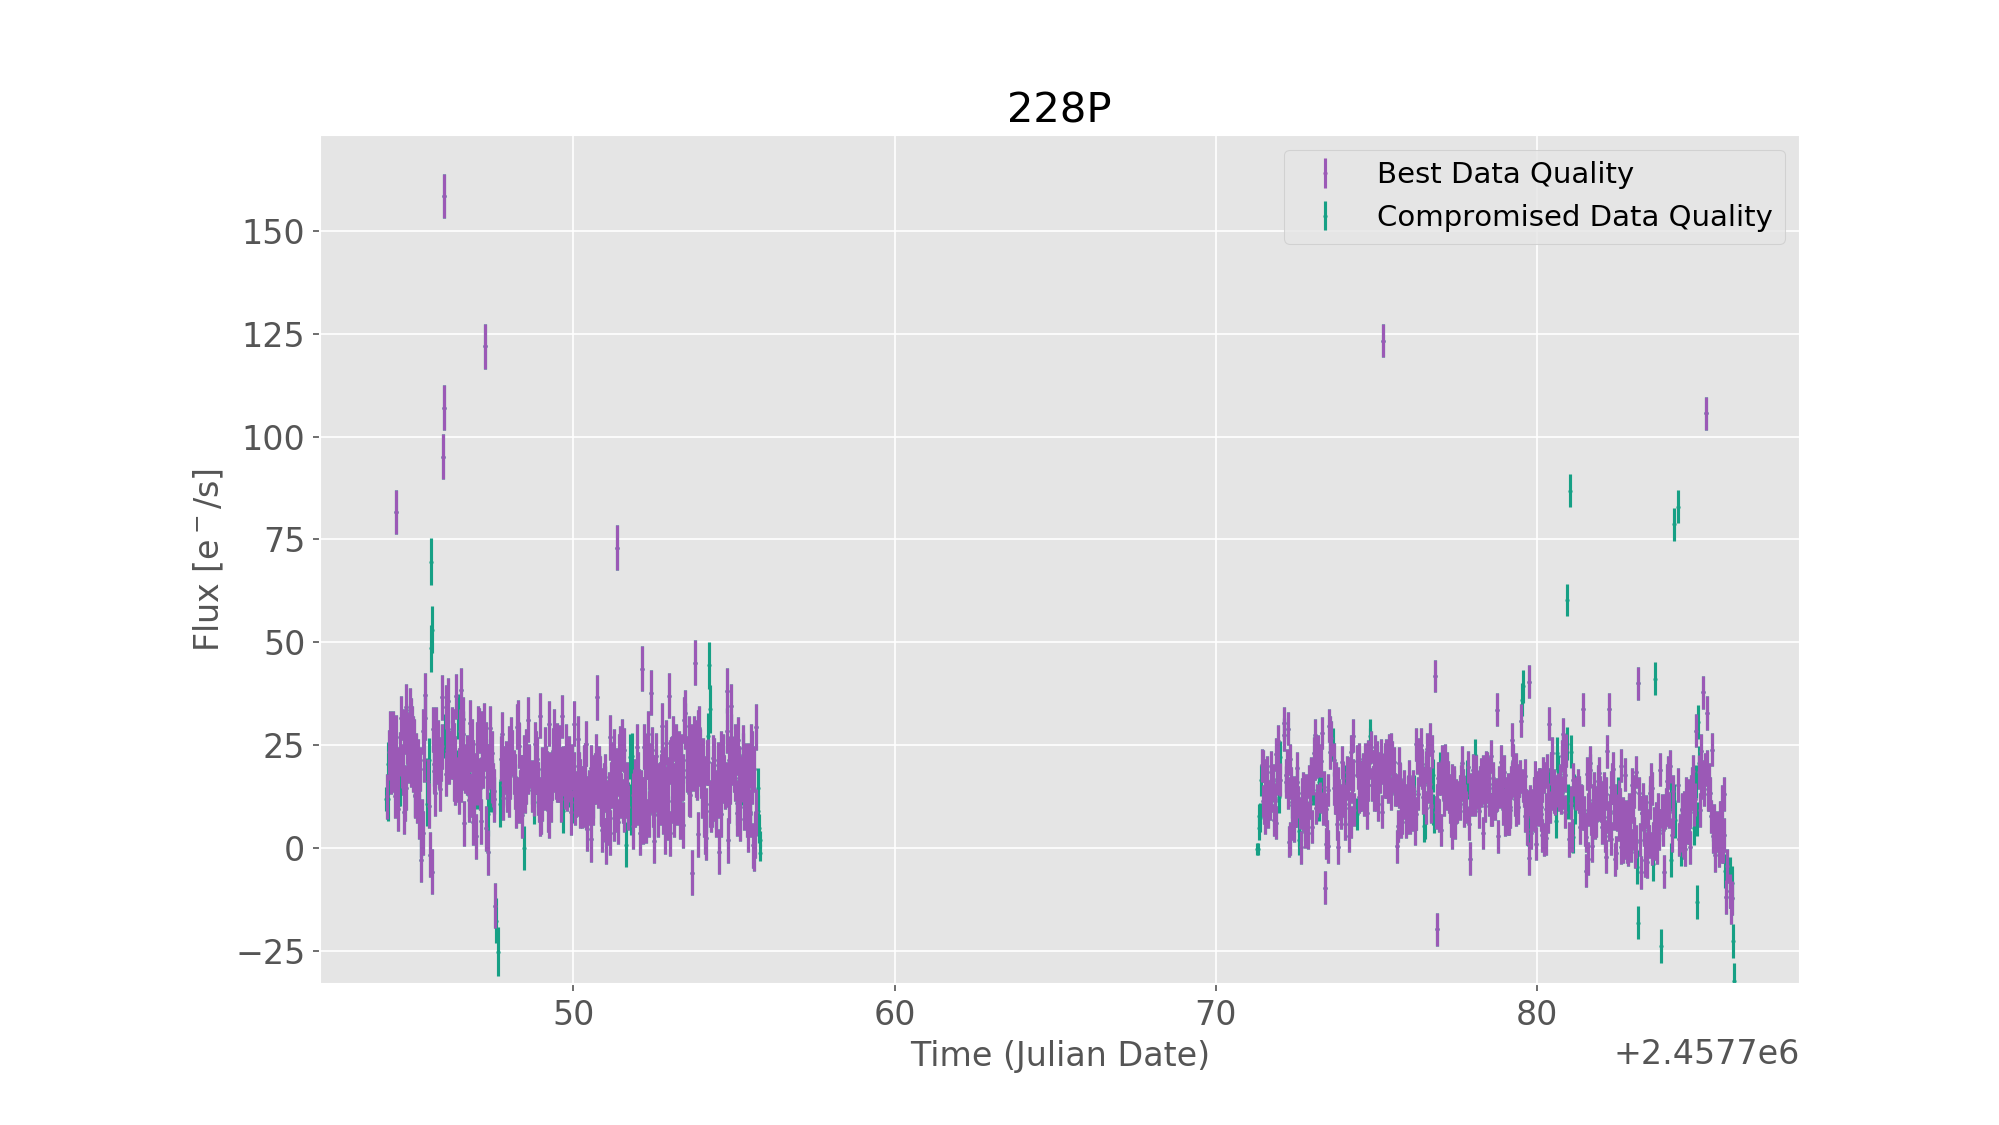 228P
Best Data Quality
Compromised Data Quality
150
125
100
75
50
25
0
−25
Flux [e⁻/s]
50
60
70
80
Time (Julian Date)
+2.4577e6